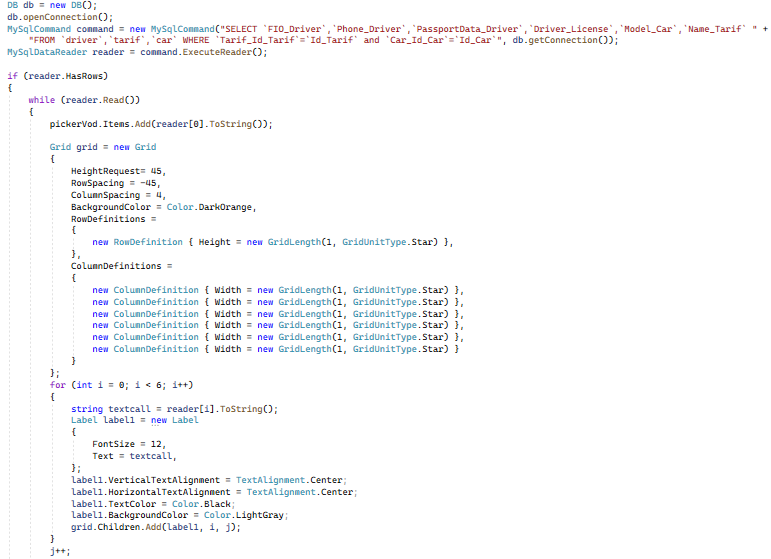 DB db = new DB();
db.openConnection();
MySqlCommand command = new MySqlCommand("SELECT `FIO_Driver`,`Phone_Driver`,`PassportData_Driver`,`Driver_License`,`Model_Car`,`Name_Tarif` " +
    "FROM `driver`,`tarif`,`car` WHERE `Tarif_Id_Tarif`=`Id_Tarif` and `Car_Id_Car`=`Id_Car`", db.getConnection());
MySqlDataReader reader = command.ExecuteReader();

if (reader.HasRows)
{
    while (reader.Read())
    {
        pickerVod.Items.Add(reader[0].ToString());

        Grid grid = new Grid
        {
            HeightRequest= 45,
            RowSpacing = -45,
            ColumnSpacing = 4,
            BackgroundColor = Color.DarkOrange,
            RowDefinitions =
            {
                new RowDefinition { Height = new GridLength(1, GridUnitType.Star) },
            },
            ColumnDefinitions =
            {
                new ColumnDefinition { Width = new GridLength(1, GridUnitType.Star) },
                new ColumnDefinition { Width = new GridLength(1, GridUnitType.Star) },
                new ColumnDefinition { Width = new GridLength(1, GridUnitType.Star) },
                new ColumnDefinition { Width = new GridLength(1, GridUnitType.Star) },
                new ColumnDefinition { Width = new GridLength(1, GridUnitType.Star) },
                new ColumnDefinition { Width = new GridLength(1, GridUnitType.Star) }
            }
        };
        for (int i = 0; i < 6; i++)
        {
            string textcall = reader[i].ToString();
            Label label1 = new Label
            {
                FontSize = 12,
                Text = textcall,
            };
            label1.VerticalTextAlignment = TextAlignment.Center;
            label1.HorizontalTextAlignment = TextAlignment.Center;
            label1.TextColor = Color.Black;
            label1.BackgroundColor = Color.LightGray;
            grid.Children.Add(label1, i, j);
        }
        j++;